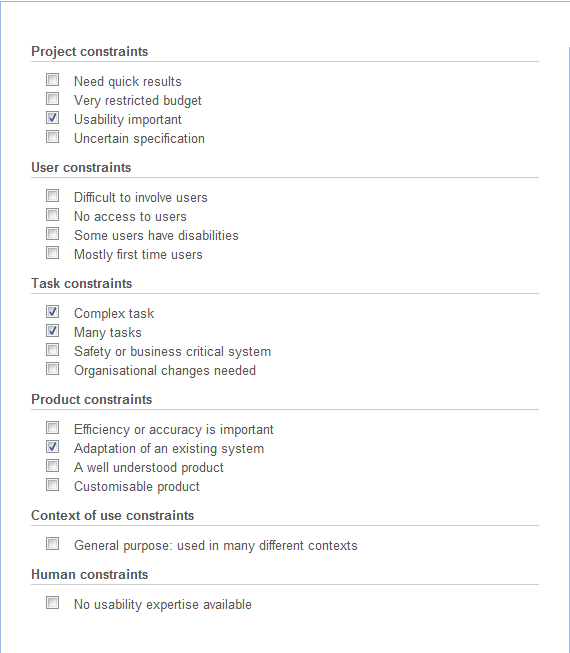 Project constraints
Need quick results
Very restricted budget
Usability important
Uncertain specification
User constraints
Difficult to involve users
No access to users
Some users have disabilities
Mostly first time users
Task constraints
Complex task
Many tasks
Safety or business critical system
Organisational changes needed
Product constraints
Efficiency or accuracy is important
Adaptation of an existing system
A well understood product
Customisable product
Context of use constraints
General purpose: used in many different contexts
Human constraints
No usability expertise available